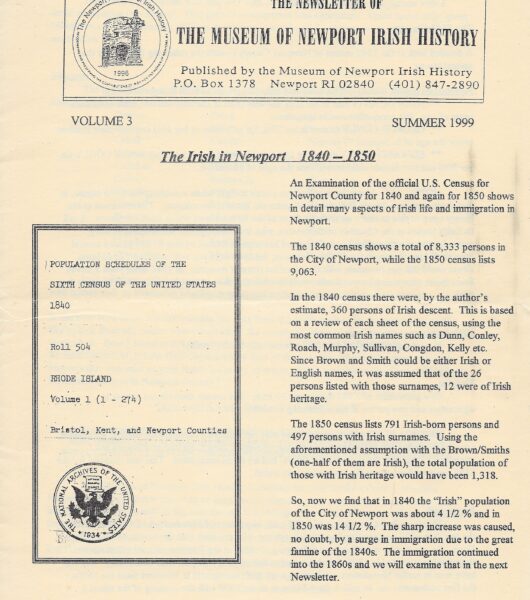 THE NEWSLETTER OF
THE MUSEUM OF NEWPORT IRISH HISTORY
Published by the Museum of Newport Irish History
P.O. Box 1378 Newport RI 02840 (401) 847-2890
1996
VOLUME 3
SUMMER 1999
The Irish in Newport 1840 – 1850
POPULATION SCHEDULES OF THE
SIXTH CENSUS OF THE UNITED STATES
1840
Roll 504
RHODE ISLAND
Volume 1 (1 - 274)
Bristol, Kent, and Newport Counties
THE NATIONAL ARCHIVES OF THE UNITED STATES
1934
An Examination of the official U.S. Census for
Newport County for 1840 and again for 1850 shows
in detail many aspects of Irish life and immigration in
Newport.
The 1840 census shows a total of 8,333 persons in
the City of Newport, while the 1850 census lists
9,063.
In the 1840 census there were, by the author's
estimate, 360 persons of Irish descent. This is based
on a review of each sheet of the census, using the
most common Irish names such as Dunn, Conley,
Roach, Murphy, Sullivan, Congdon, Kelly etc.
Since Brown and Smith could be either Irish or
English names, it was assumed that of the 26
persons listed with those surnames, 12 were of Irish
heritage.
The 1850 census lists 791 Irish-born persons and
497 persons with Irish surnames. Using the
aforementioned assumption with the Brown/Smiths
(one-half of them are Irish), the total population of
those with Irish heritage would have been 1,318.
So, now we find that in 1840 the “Irish” population
of the City of Newport was about 4 1/2 % and in
1850 was 14 1/2 %. The sharp increase was caused,
no doubt, by a surge in immigration due to the great
famine of the 1840s. The immigration continued
into the 1860s and we will examine that in the next
Newsletter.